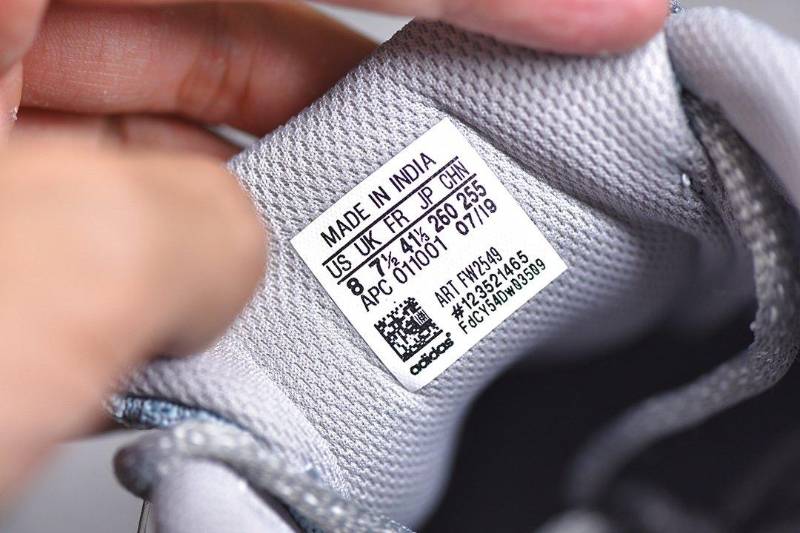 MADE IN INDIA
US UK FR JP CHN
8 7½ 41⅓ 260 255
APC 011001 07/19
ART FW2549
#123521465
FdCY54Dw03509
adidas